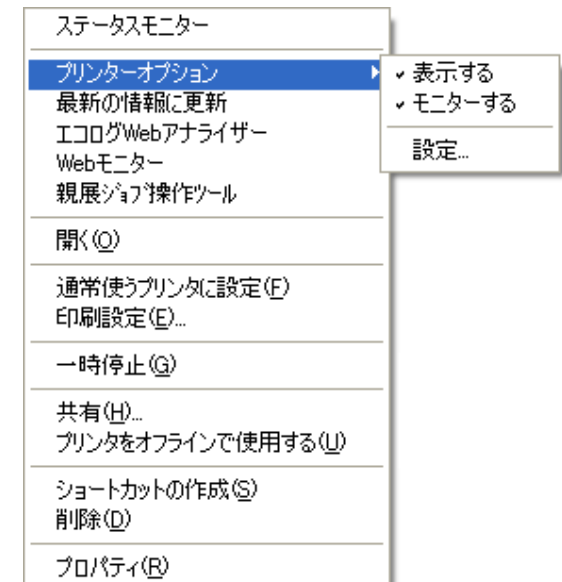 ステータスモニター
プリンターオプション
表示する
モニターする
設定...
最新の情報に更新
エコログWebアナライザー
Webモニター
親展ジョブ操作ツール
開く(O)
通常使うプリンタに設定(F)
印刷設定(E)...
一時停止(G)
共有(H)...
プリンタをオフラインで使用する(U)
ショートカットの作成(S)
削除(D)
プロパティ(R)